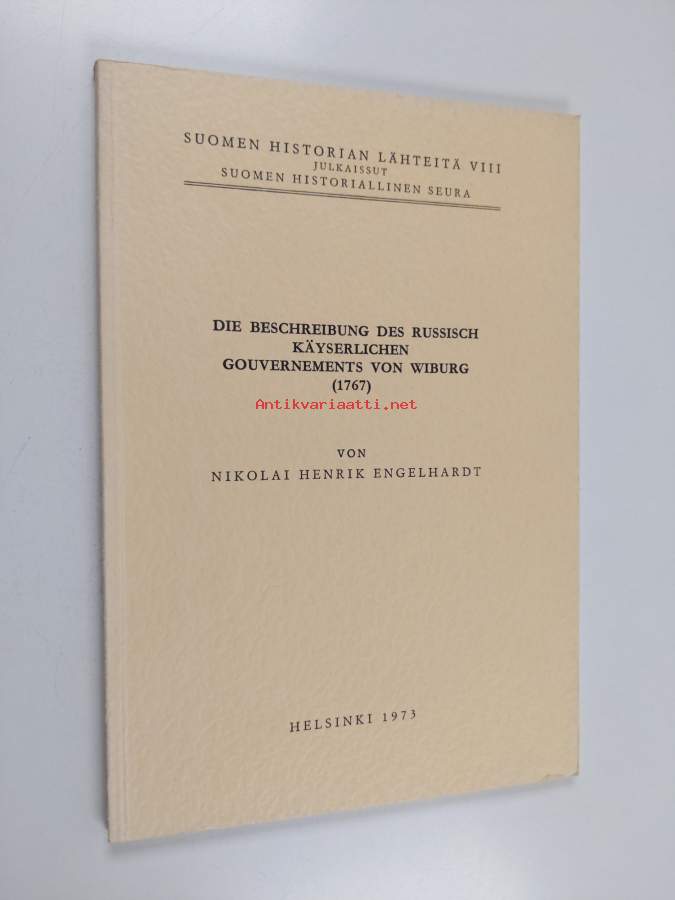 SUOMEN HISTORIAN LÄHTEITÄ VIII
JULKAISSUT
SUOMEN HISTORIALLINEN SEURA
DIE BESCHREIBUNG DES RUSSISCH
KÄYSERLICHEN
GOUVERNEMENTS VON WIBURG
(1767)
Antikvariaatti.net
VON
NIKOLAI HENRIK ENGELHARDT
HELSINKI 1973